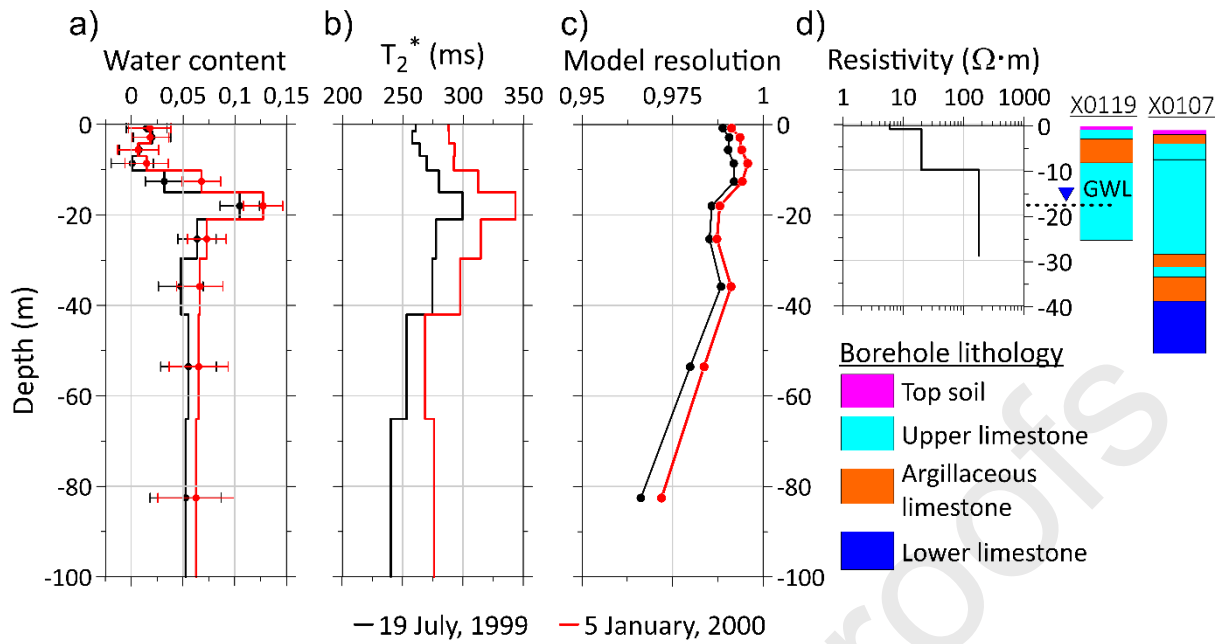 a)
Water content
0 0,05 0,1 0,15
Depth (m)
0
-20
-40
-60
-80
-100
b)
T2* (ms)
200 250 300 350
c)
Model resolution
0,95 0,975 1
0
-20
-40
-60
-80
-100
d)
Resistivity (Ω·m)
1 10 100 1000
0
-10
-20
-30
-40
X0119
X0107
GWL
Borehole lithology
Top soil
Upper limestone
Argillaceous
limestone
Lower limestone
19 July, 1999 5 January, 2000
roofs